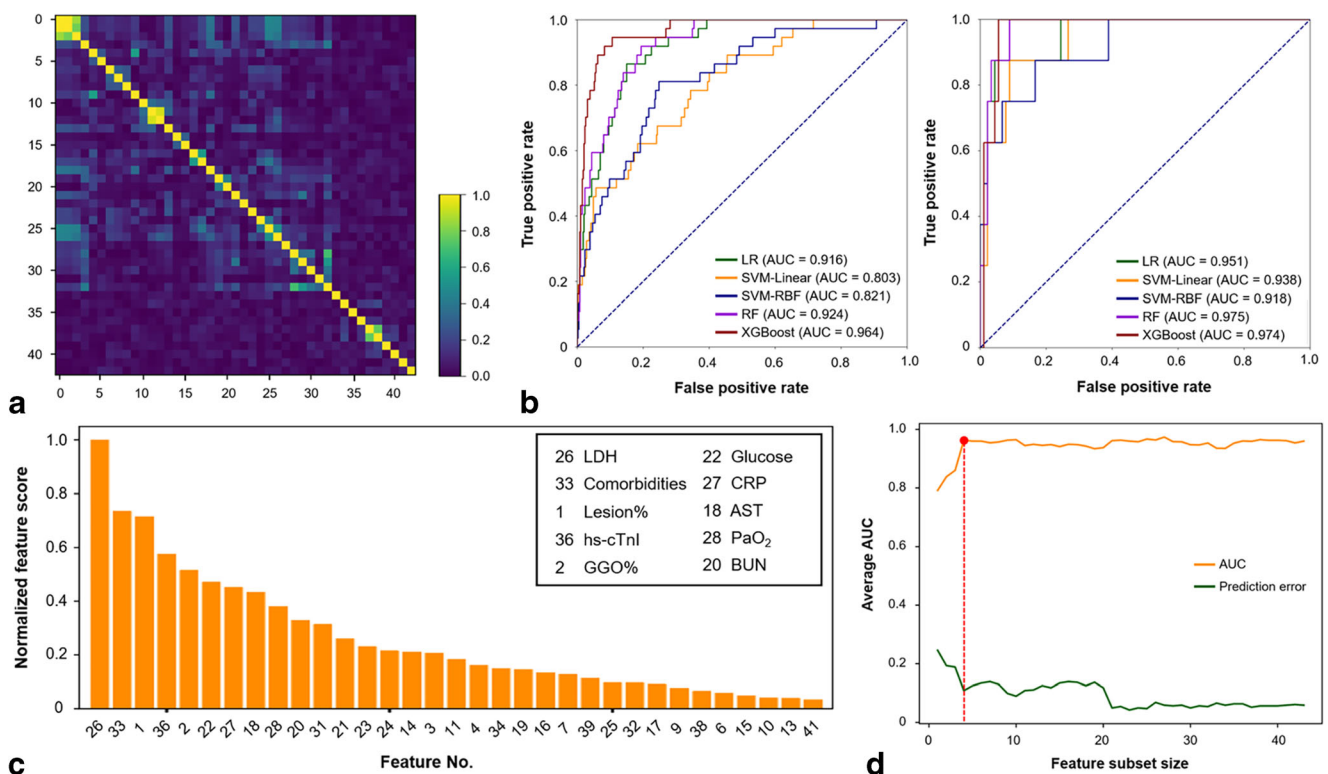 0
5
10
15
20
25
30
35
40
0 5 10 15 20 25 30 35 40
1.0
0.8
0.6
0.4
0.2
0.0
a
True positive rate
1.0
0.8
0.6
0.4
0.2
0
LR (AUC = 0.916)
SVM-Linear (AUC = 0.803)
SVM-RBF (AUC = 0.821)
RF (AUC = 0.924)
XGBoost (AUC = 0.964)
0 0.2 0.4 0.6 0.8 1.0
False positive rate
b
True positive rate
1.0
0.8
0.6
0.4
0.2
0
LR (AUC = 0.951)
SVM-Linear (AUC = 0.938)
SVM-RBF (AUC = 0.918)
RF (AUC = 0.975)
XGBoost (AUC = 0.974)
0 0.2 0.4 0.6 0.8 1.0
False positive rate
Normalized feature score
1.0
0.8
0.6
0.4
0.2
0
26 LDH 22 Glucose
33 Comorbidities 27 CRP
1 Lesion% 18 AST
36 hs-cTnI 28 PaO₂
2 GGO% 20 BUN
26 33 1 36 2 22 27 18 28 20 31 21 23 24 14 3 11 4 34 19 16 7 39 25 32 17 9 38 6 15 10 13 41
Feature No.
c
Average AUC
1.0
0.8
0.6
0.4
0.2
0
AUC
Prediction error
0 10 20 30 40
Feature subset size
d